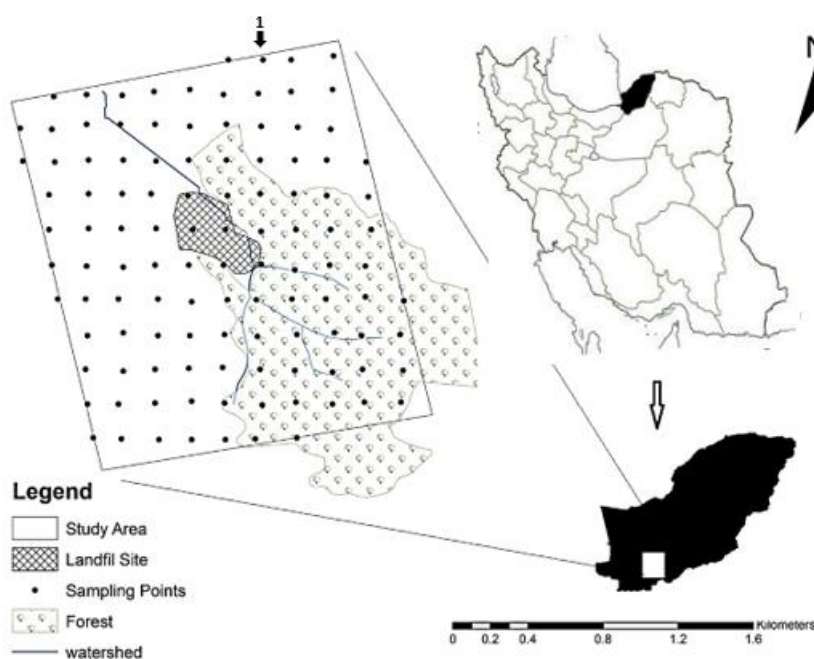 1
N
Legend
Study Area
Landfil Site
Sampling Points
Forest
watershed
Kilometers
0 0.2 0.4 0.8 1.2 1.6